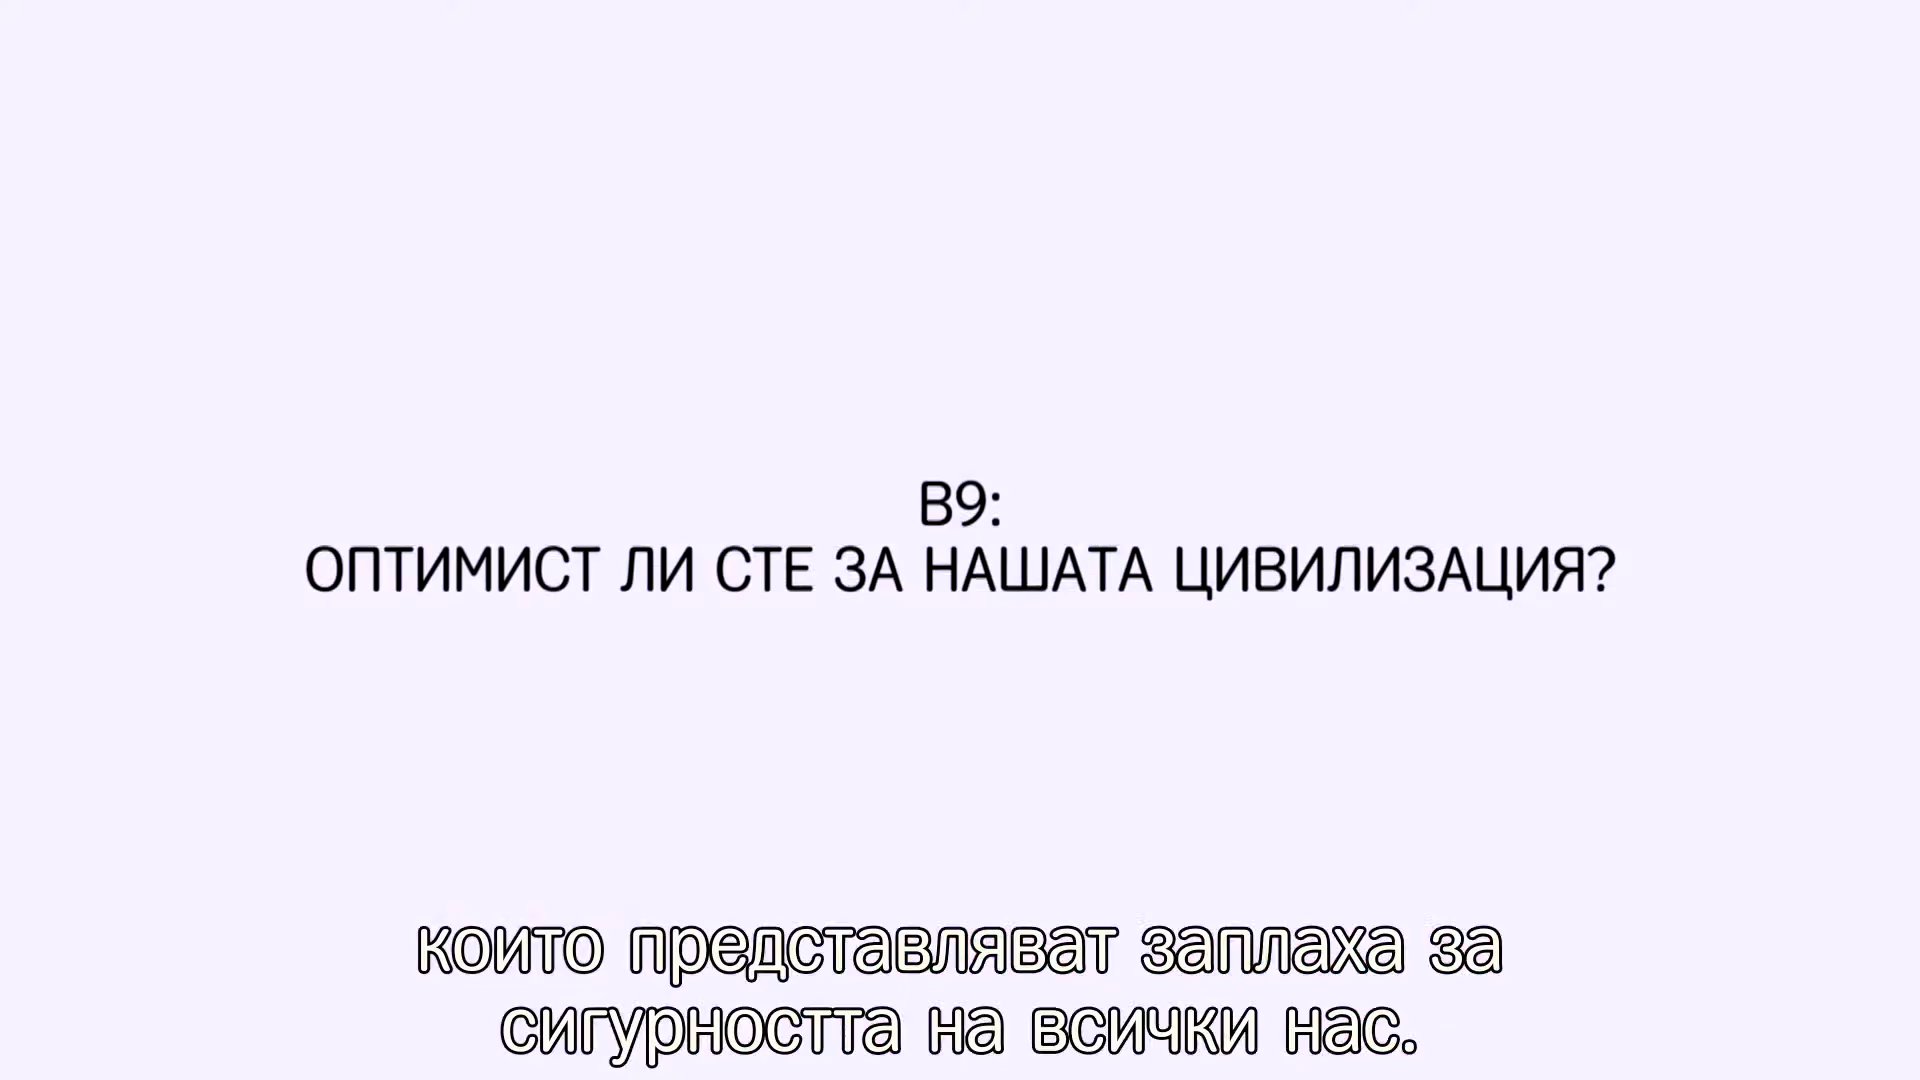 В9:
ОПТИМИСТ ЛИ СТЕ ЗА НАШАТА ЦИВИЛИЗАЦИЯ?
които представляват заплаха за
сигурността на всички нас.